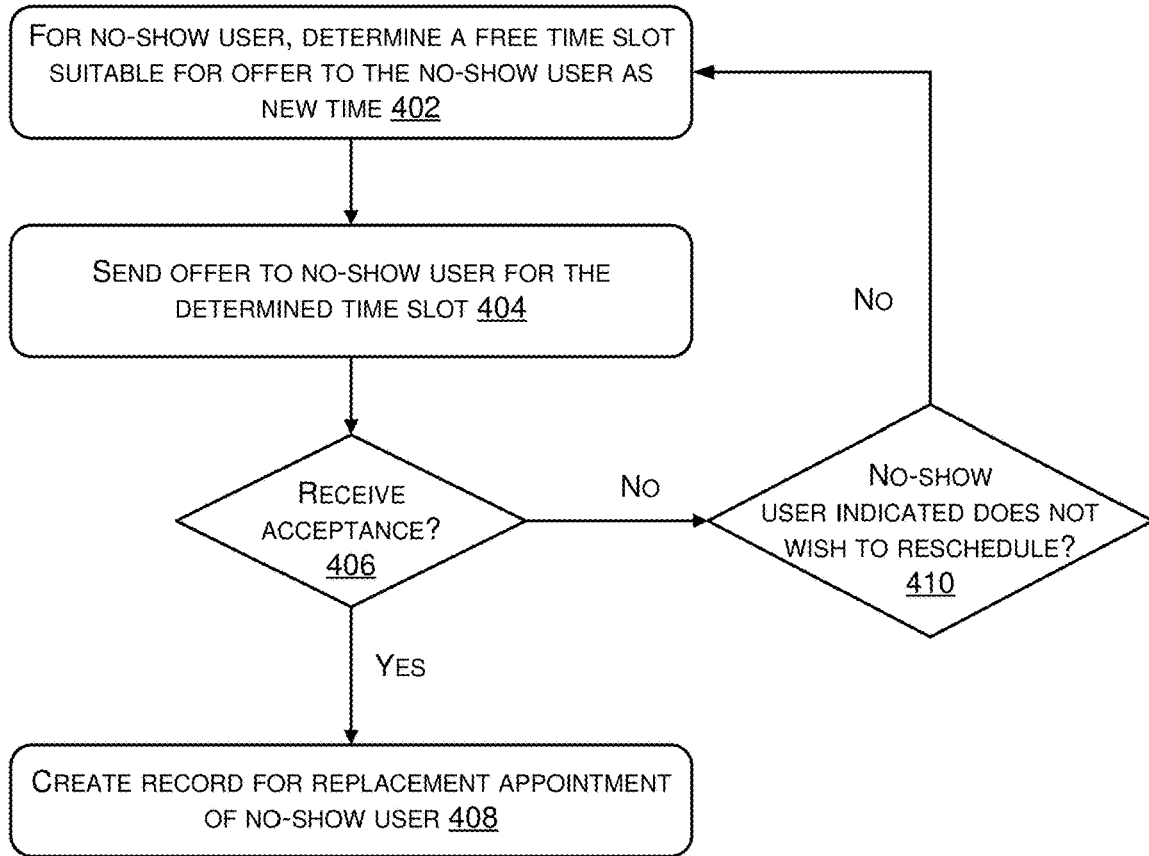 FOR NO-SHOW USER, DETERMINE A FREE TIME SLOT
SUITABLE FOR OFFER TO THE NO-SHOW USER AS
NEW TIME 402
SEND OFFER TO NO-SHOW USER FOR THE
DETERMINED TIME SLOT 404
RECEIVE
ACCEPTANCE?
406
NO
NO-SHOW
USER INDICATED DOES NOT
WISH TO RESCHEDULE?
410
NO
YES
CREATE RECORD FOR REPLACEMENT APPOINTMENT
OF NO-SHOW USER 408